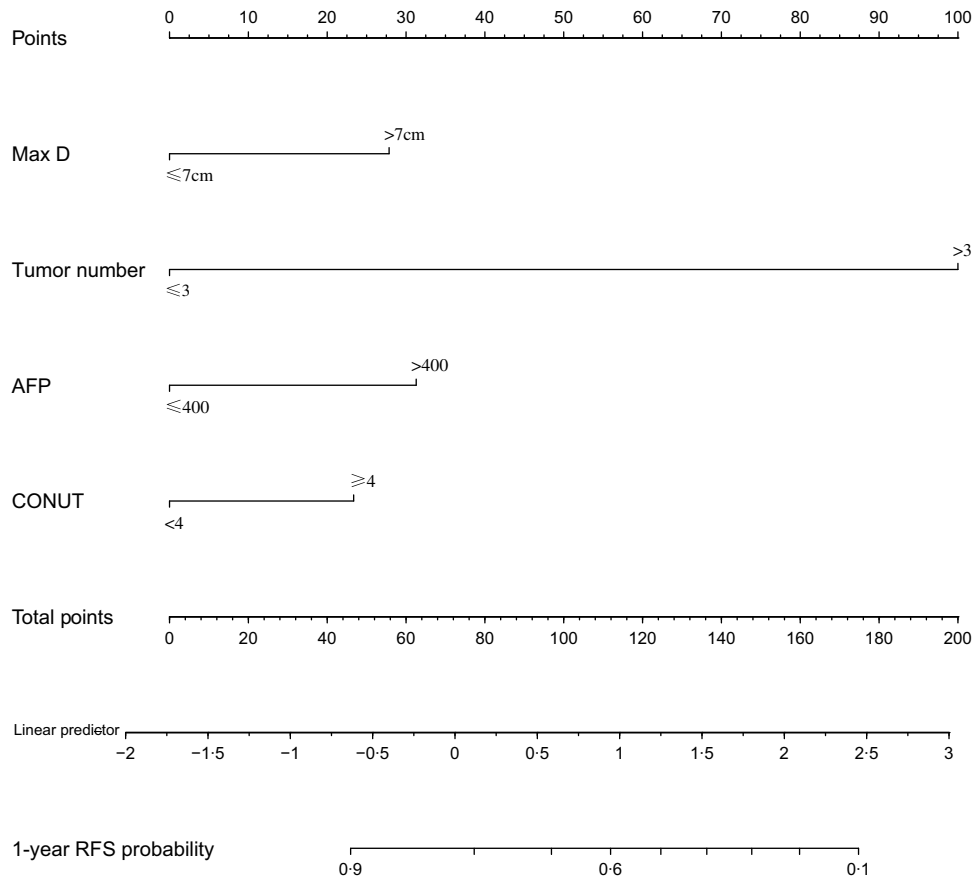 0 10 20 30 40 50 60 70 80 90 100
Points
>7cm
Max D
≤7cm
>3
Tumor number
≤3
>400
AFP
≤400
≥4
CONUT
<4
Total points
0 20 40 60 80 100 120 140 160 180 200
Linear predictor
−2 −1·5 −1 −0·5 0 0·5 1 1·5 2 2·5 3
1-year RFS probability
0·9 0·6 0·1